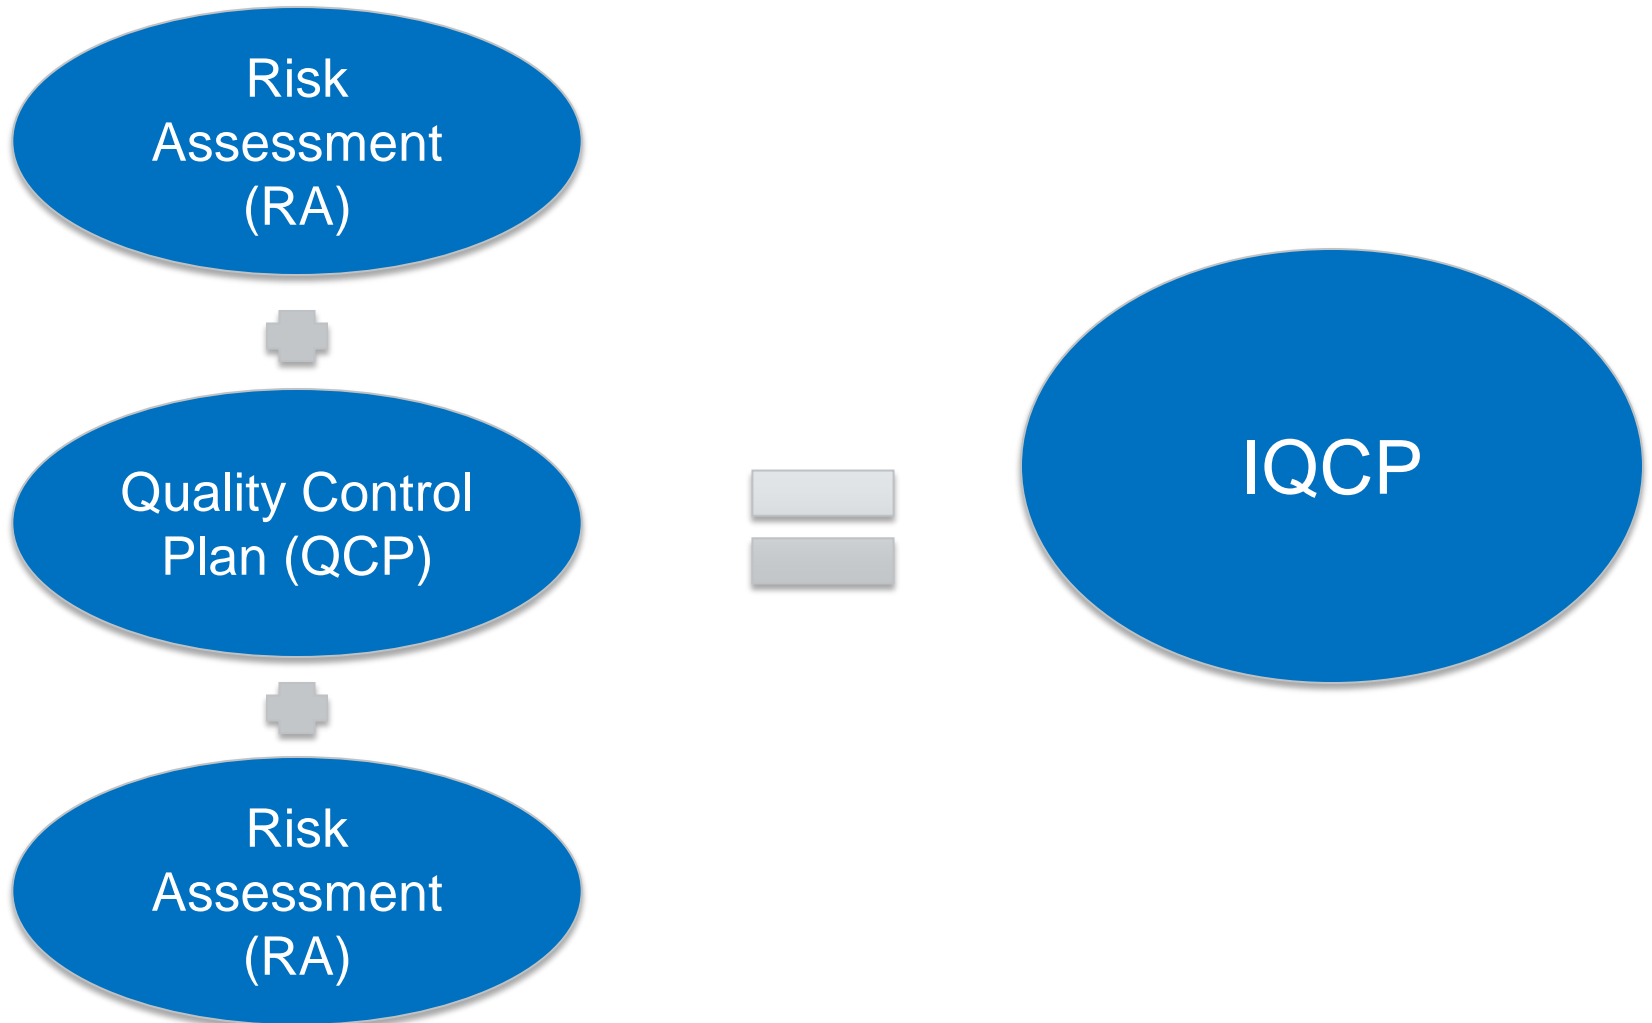 Risk
Assessment
(RA)
Quality Control
Plan (QCP)
Risk
Assessment
(RA)
IQCP